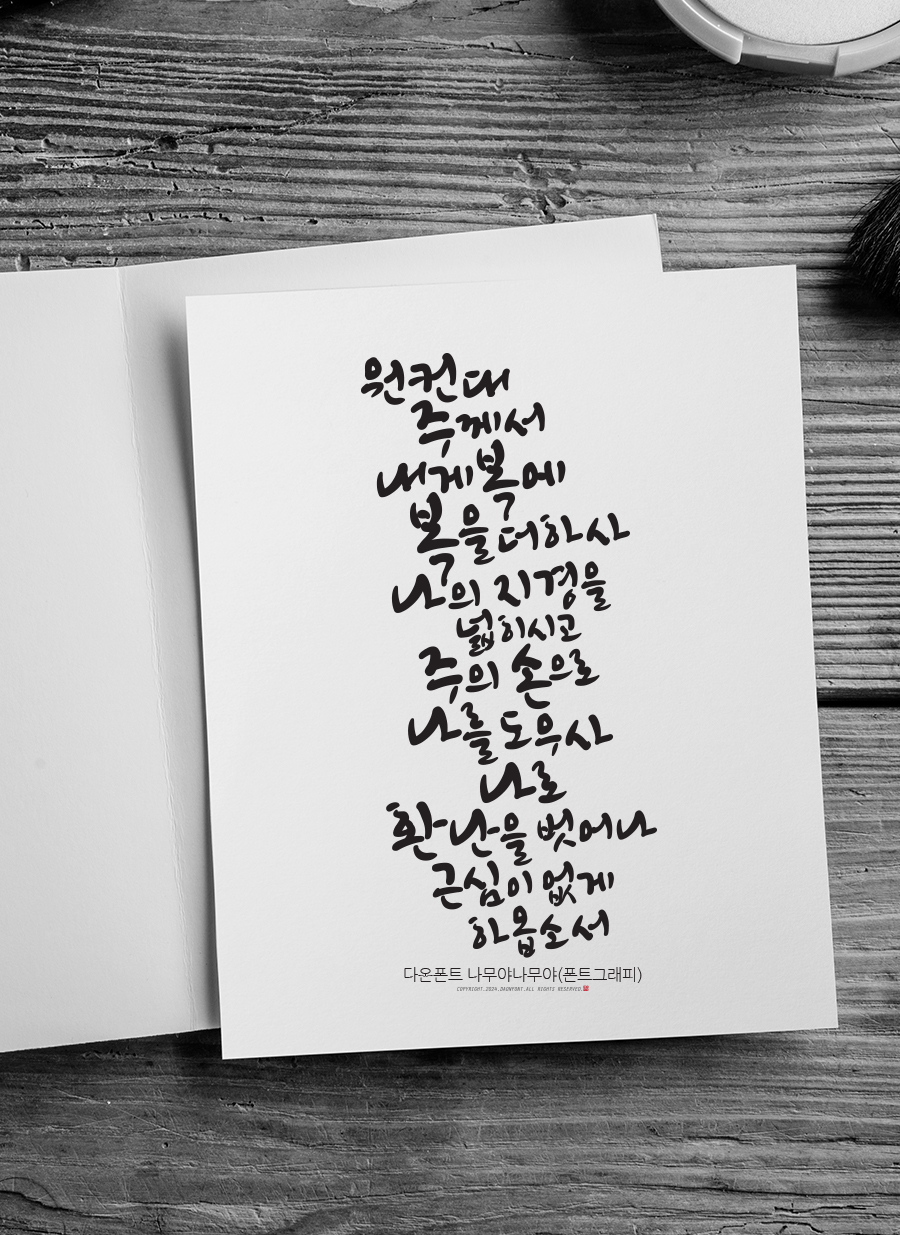 원컨대
주께서
내게 복에
복을 더하사
나의 지경을
넓히시고
주의 손으로
나를 도우사
나로
환난을 벗어나
근심이 없게
하옵소서
다온폰트 나무야나무야(폰트그래피)
COPYRIGHT.2024.DAONFONT.ALL RIGHTS RESERVED.